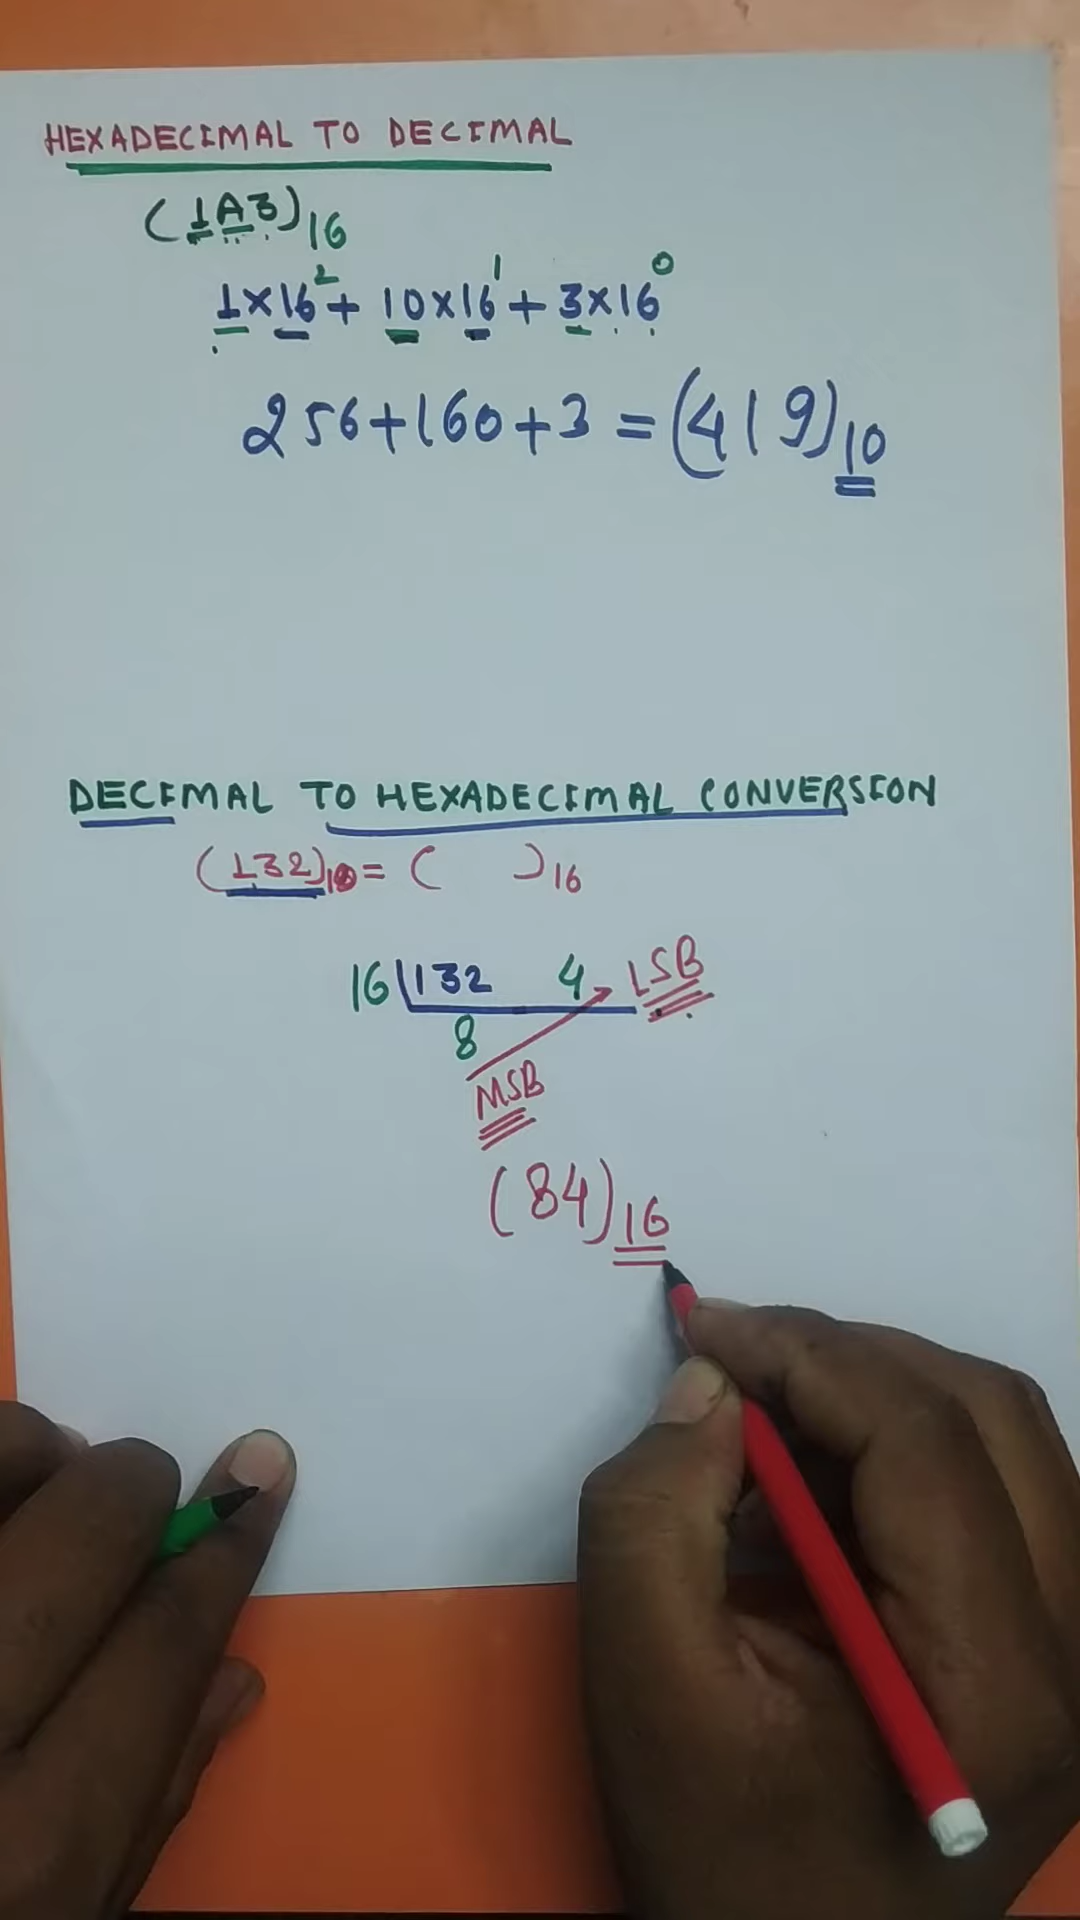 HEXADECIMAL TO DECIMAL
(1A3)₁₆
1×16² + 10×16¹ + 3×16⁰
256+160+3 = (419)₁₀
DECIMAL TO HEXADECIMAL CONVERSION
(132)₁₀ = ( )₁₆
16 132 4 LSB
8
MSB
(84)₁₆